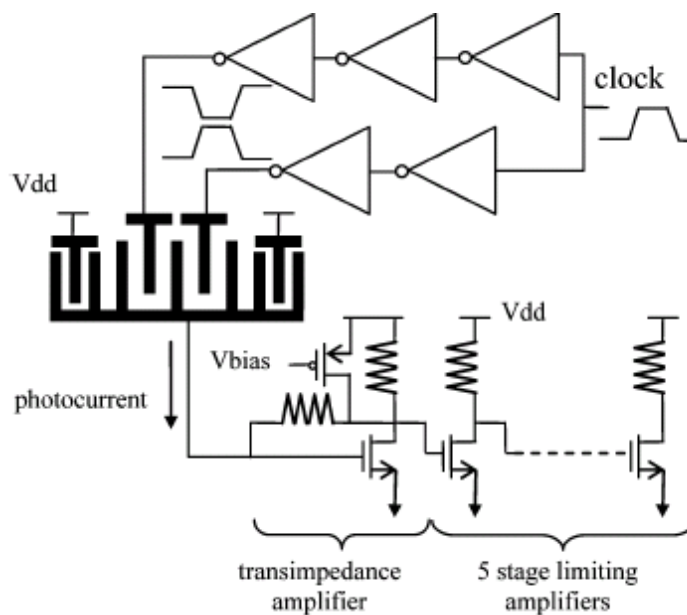 clock
Vdd
Vdd
Vbias
photocurrent
transimpedance
amplifier
5 stage limiting
amplifiers